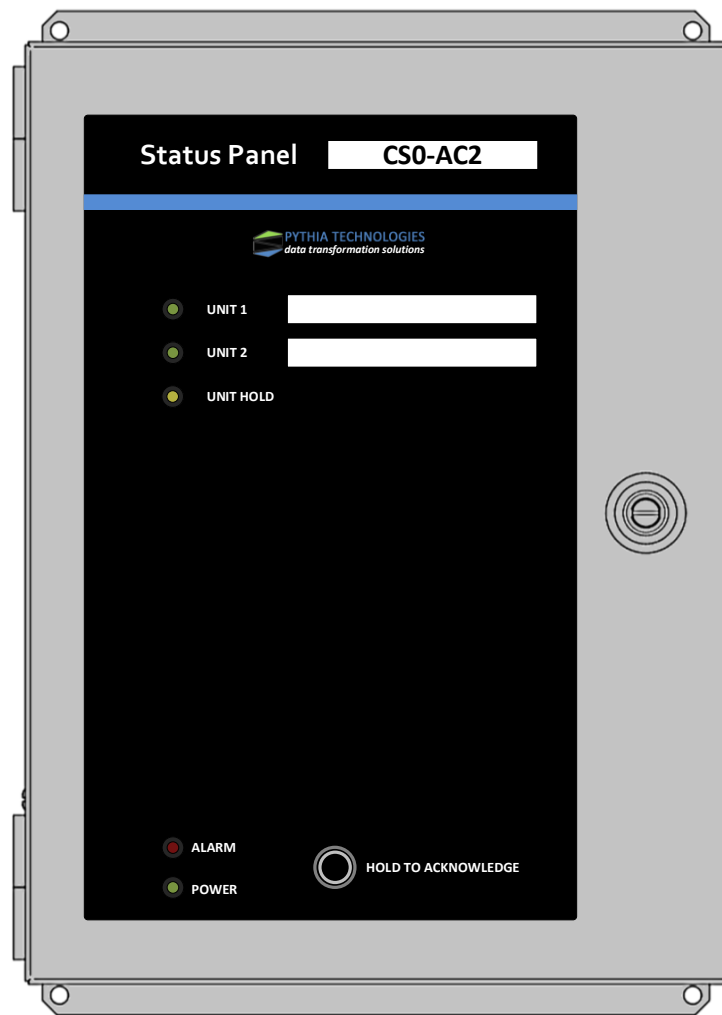 Status Panel CS0-AC2
PYTHIA TECHNOLOGIES
data transformation solutions
UNIT 1
UNIT 2
UNIT HOLD
ALARM
HOLD TO ACKNOWLEDGE
POWER